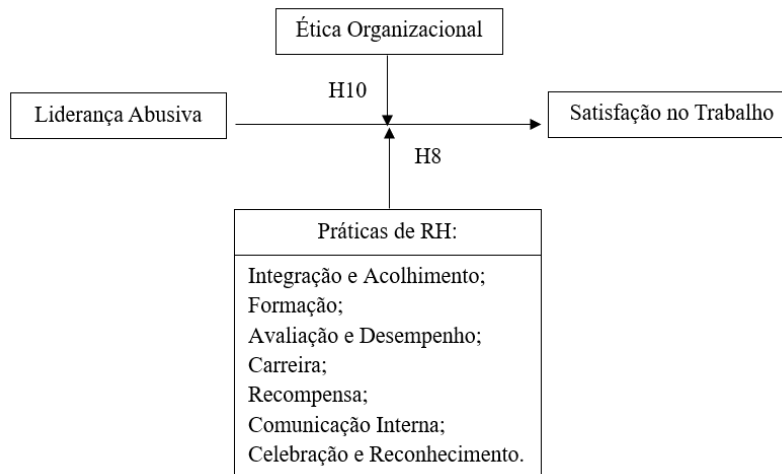 Ética Organizacional
H10
Liderança Abusiva
Satisfação no Trabalho
H8
Práticas de RH:
Integração e Acolhimento;
Formação;
Avaliação e Desempenho;
Carreira;
Recompensa;
Comunicação Interna;
Celebração e Reconhecimento.